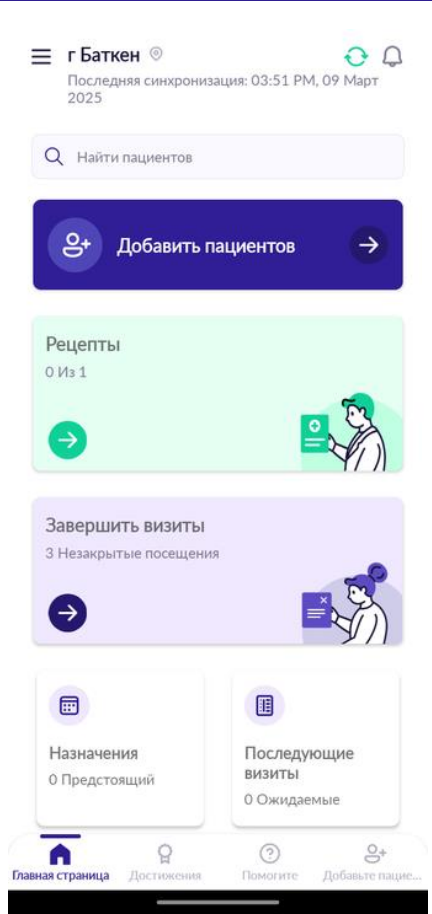 г Баткен
Последняя синхронизация: 03:51 PM, 09 Март
2025
Найти пациентов
Добавить пациентов
Рецепты
0 Из 1
Завершить визиты
3 Незакрытые посещения
Назначения
0 Предстоящий
Последующие
визиты
0 Ожидаемые
Главная страница
Достижения
Помогите
Добавьте пацие...